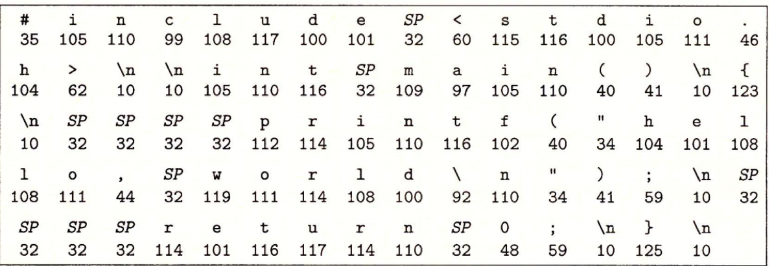 # i n c l u d e SP < s t d i o .
35 105 110 99 108 117 100 101 32 60 115 116 100 105 111 46
h > \n \n i n t SP m a i n ( ) \n {
104 62 10 10 105 110 116 32 109 97 105 110 40 41 10 123
\n SP SP SP SP p r i n t f ( " h e l
10 32 32 32 32 112 114 105 110 116 102 40 34 104 101 108
l o , SP w o r l d \ n " ) ; \n SP
108 111 44 32 119 111 114 108 100 92 110 34 41 59 10 32
SP SP SP r e t u r n SP 0 ; \n } \n
32 32 32 114 101 116 117 114 110 32 48 59 10 125 10